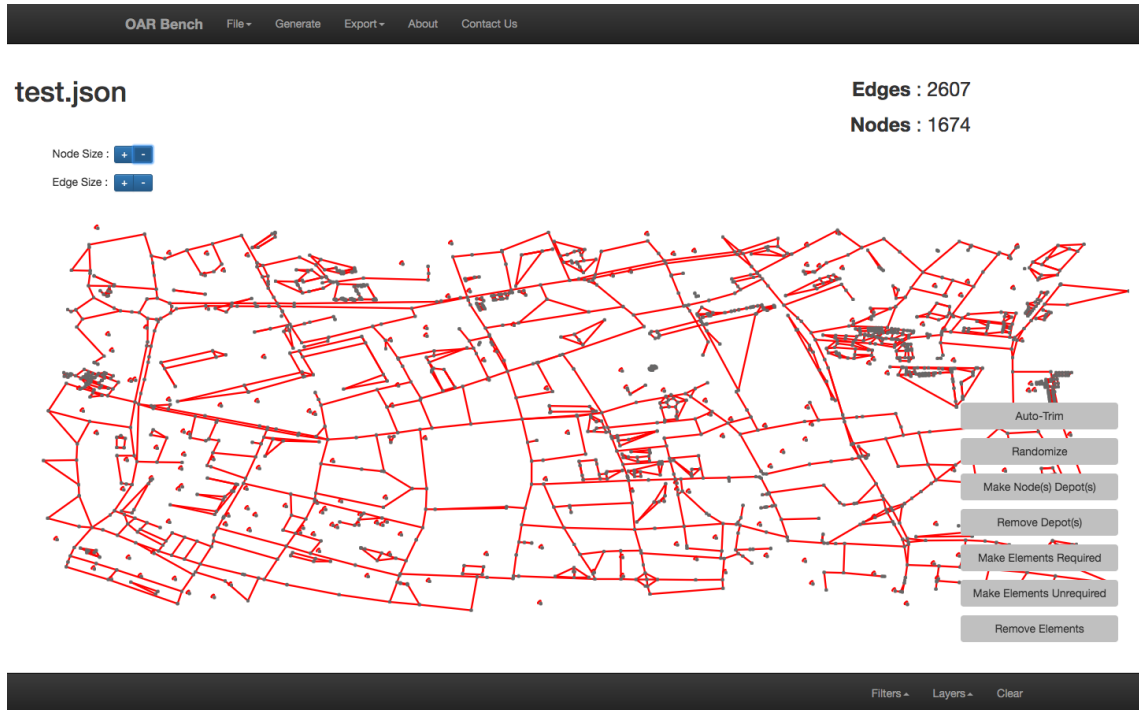 OAR Bench File Generate Export About Contact Us
test.json
Edges : 2607
Nodes : 1674
Node Size : + -
Edge Size : + -
Auto-Trim
Randomize
Make Node(s) Depot(s)
Remove Depot(s)
Make Elements Required
Make Elements Unrequired
Remove Elements
Filters Layers Clear